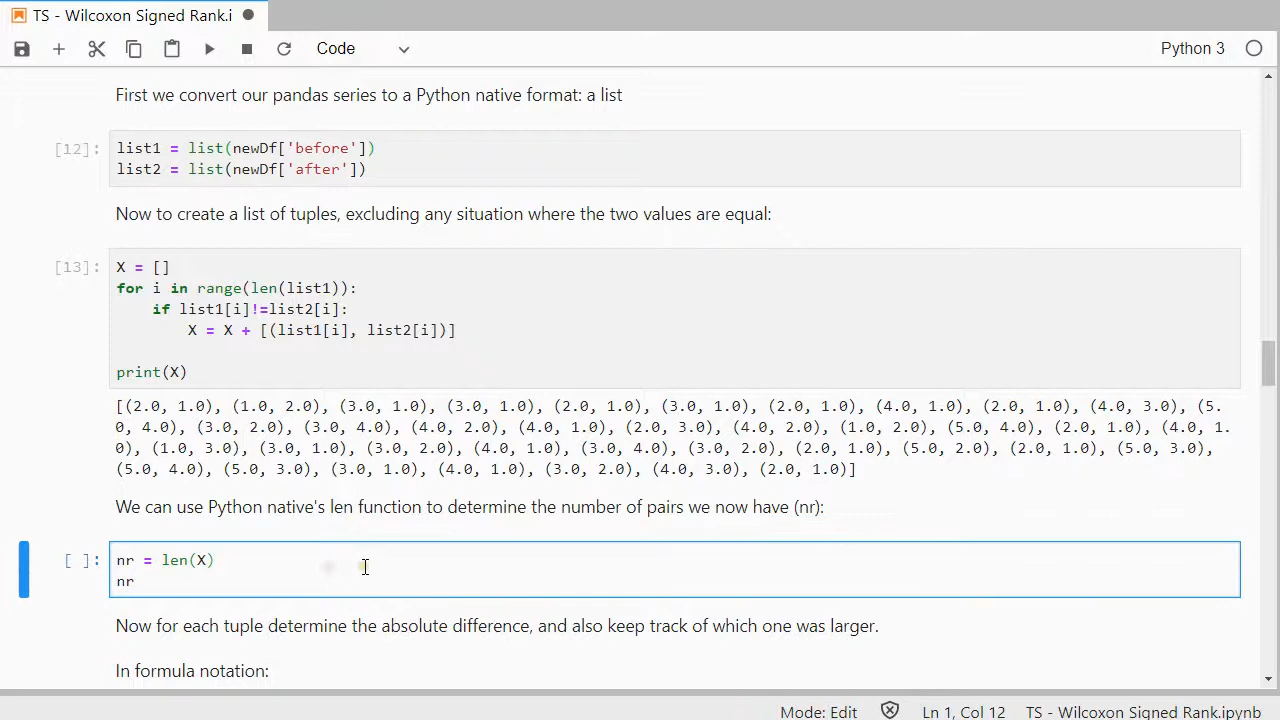 TS - Wilcoxon Signed Rank.i
Code
Python 3
First we convert our pandas series to a Python native format: a list
[12]:
list1 = list(newDf['before'])
list2 = list(newDf['after'])
Now to create a list of tuples, excluding any situation where the two values are equal:
[13]:
X = []
for i in range(len(list1)):
    if list1[i]!=list2[i]:
        X = X + [(list1[i], list2[i])]
print(X)
[(2.0, 1.0), (1.0, 2.0), (3.0, 1.0), (3.0, 1.0), (2.0, 1.0), (3.0, 1.0), (2.0, 1.0), (4.0, 1.0), (2.0, 1.0), (4.0, 3.0), (5.
0, 4.0), (3.0, 2.0), (3.0, 4.0), (4.0, 2.0), (4.0, 1.0), (2.0, 3.0), (4.0, 2.0), (1.0, 2.0), (5.0, 4.0), (2.0, 1.0), (4.0, 1.
0), (1.0, 3.0), (3.0, 1.0), (3.0, 2.0), (4.0, 1.0), (3.0, 4.0), (3.0, 2.0), (2.0, 1.0), (5.0, 2.0), (2.0, 1.0), (5.0, 3.0),
(5.0, 4.0), (5.0, 3.0), (3.0, 1.0), (4.0, 1.0), (3.0, 2.0), (4.0, 3.0), (2.0, 1.0)]
We can use Python native's len function to determine the number of pairs we now have (nr):
[ ]:
nr = len(X)
nr
Now for each tuple determine the absolute difference, and also keep track of which one was larger.
In formula notation:
Mode: Edit
Ln 1, Col 12
TS - Wilcoxon Signed Rank.ipynb